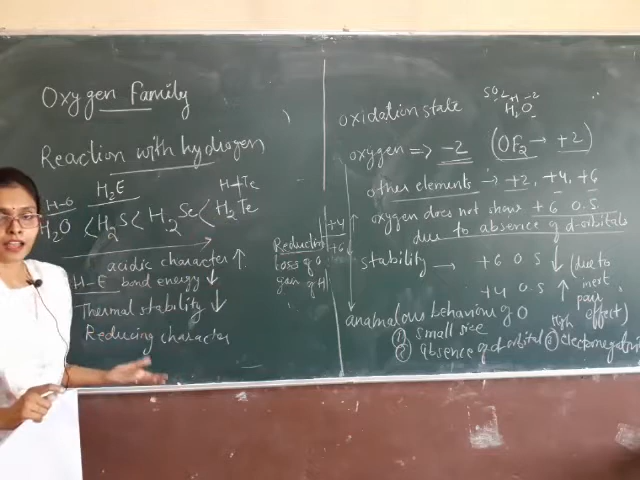 Oxygen family
Reaction with hydrogen
H-O H₂E H-Te
H₂O < H₂S < H₂Se < H₂Te
acidic character ↑
H-E bond energy ↓
Thermal stability ↓
Reducing character
Reduction
loss of O
gain of H
+4
+6
oxidation state
H₂O
oxygen => -2 (OF₂ → +2)
other elements → +2, +4, +6
oxygen does not show +6 O.S.
due to absence of d-orbitals
stability → +6 O S ↓ (due to
inert
+4 O.S ↑ pair
effect)
anamalous behaviour of O
① small size
② absence of d-orbital ③ high